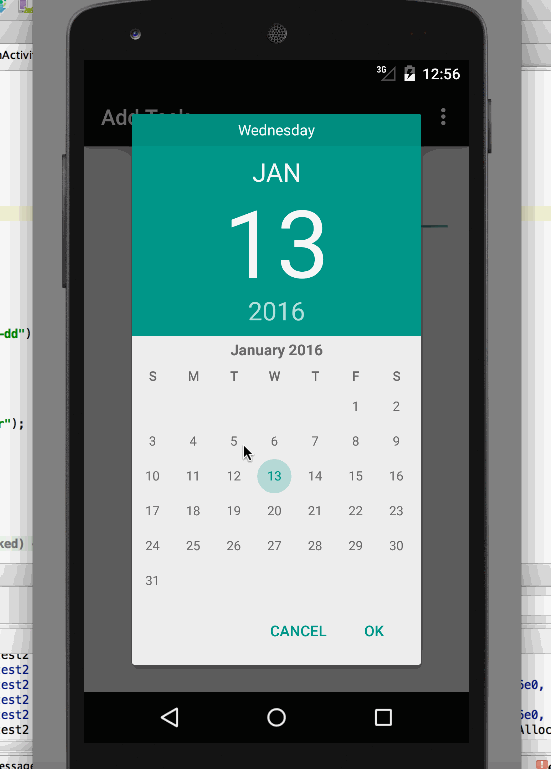 nActivit
3G 12:56
Add Task
Wednesday
JAN
13
2016
January 2016
S M T W T F S
1 2
3 4 5 6 7 8 9
10 11 12 13 14 15 16
17 18 19 20 21 22 23
24 25 26 27 28 29 30
31
CANCEL OK
-dd")
r");
ked)
est2
est2
est2 6e0,
est2
est2 6e0,
est2 Alloc
essage